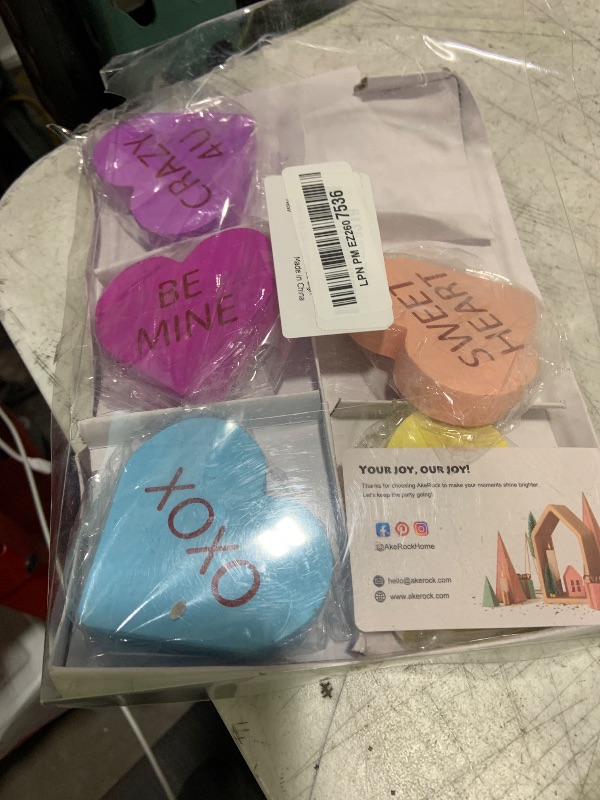 CRAZY
4U
BE
MINE
LPN PM EZ260 7536
Made in China
SWEET
HEART
XOXO
YOUR JOY, OUR JOY!
Thanks for choosing AkeRock to make your moments shine brighter.
Let's keep the party going!
@AkeRockHome
hello@akerock.com
www.akerock.com